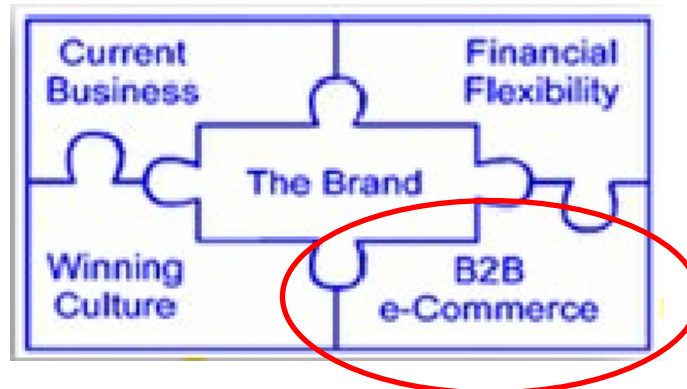 Current
Business
Financial
Flexibility
The Brand
Winning
Culture
B2B
e-Commerce